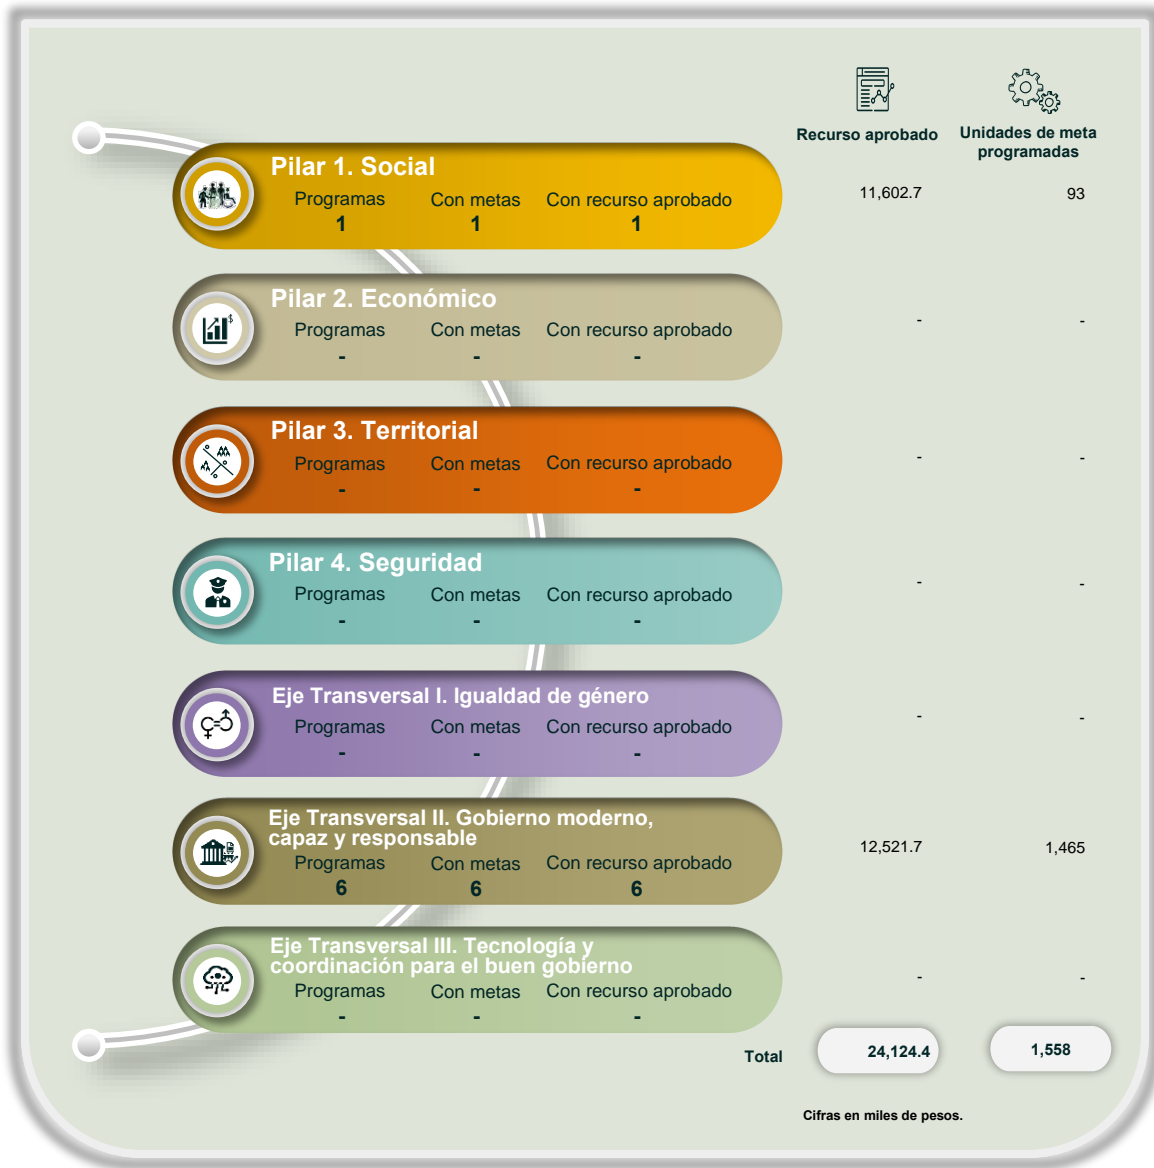 Recurso aprobado
Unidades de meta
programadas
Pilar 1. Social
Programas Con metas Con recurso aprobado
1 1 1
11,602.7 93
Pilar 2. Económico
Programas Con metas Con recurso aprobado
- - -
- -
Pilar 3. Territorial
Programas Con metas Con recurso aprobado
- - -
- -
Pilar 4. Seguridad
Programas Con metas Con recurso aprobado
- - -
- -
Eje Transversal I. Igualdad de género
Programas Con metas Con recurso aprobado
- - -
- -
Eje Transversal II. Gobierno moderno,
capaz y responsable
Programas Con metas Con recurso aprobado
6 6 6
12,521.7 1,465
Eje Transversal III. Tecnología y
coordinación para el buen gobierno
Programas Con metas Con recurso aprobado
- - -
- -
Total 24,124.4 1,558
Cifras en miles de pesos.